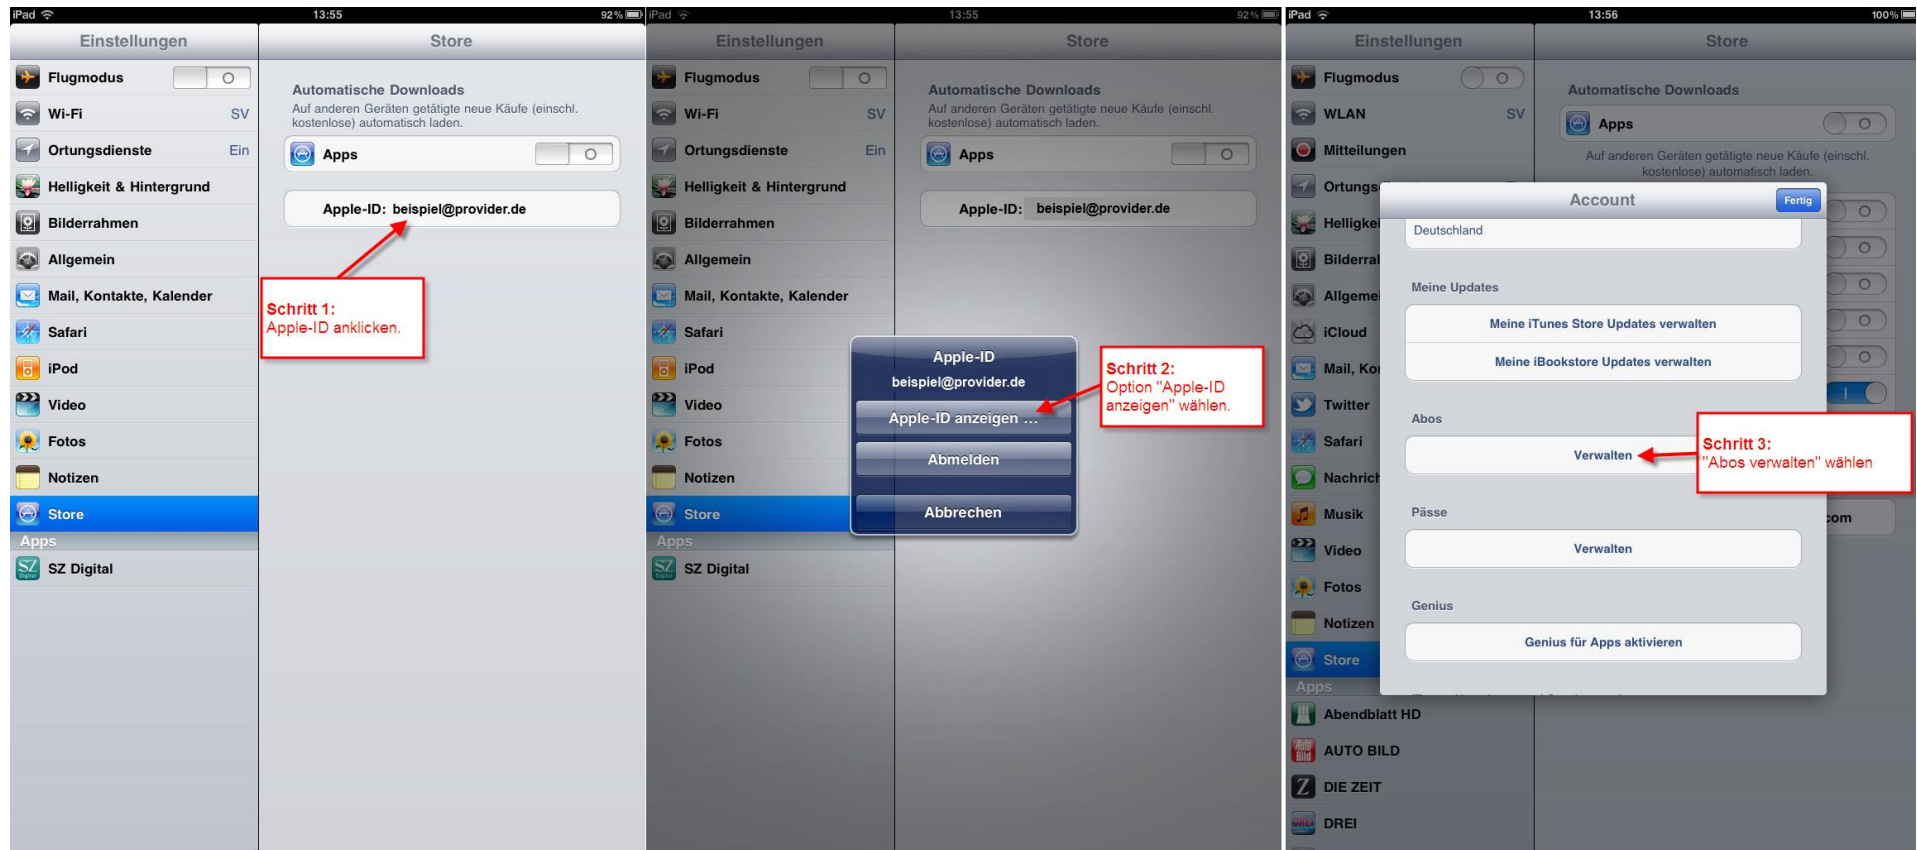 iPad 13:55 92%
Einstellungen
Store
Flugmodus
Wi-Fi SV
Ortungsdienste Ein
Helligkeit & Hintergrund
Bilderrahmen
Allgemein
Mail, Kontakte, Kalender
Safari
iPod
Video
Fotos
Notizen
Store
Apps
SZ Digital
Automatische Downloads
Auf anderen Geräten getätigte neue Käufe (einschl.
kostenlose) automatisch laden.
Apps
Apple-ID: beispiel@provider.de
Schritt 1:
Apple-ID anklicken.
iPad 13:55 92%
Einstellungen
Store
Flugmodus
Wi-Fi SV
Ortungsdienste Ein
Helligkeit & Hintergrund
Bilderrahmen
Allgemein
Mail, Kontakte, Kalender
Safari
iPod
Video
Fotos
Notizen
Store
Apps
SZ Digital
Automatische Downloads
Auf anderen Geräten getätigte neue Käufe (einschl.
kostenlose) automatisch laden.
Apps
Apple-ID: beispiel@provider.de
Apple-ID
beispiel@provider.de
Apple-ID anzeigen ...
Abmelden
Abbrechen
Schritt 2:
Option "Apple-ID
anzeigen" wählen.
iPad 13:56 100%
Einstellungen
Store
Flugmodus
WLAN SV
Mitteilungen
Ortungs
Helligkei
Bilderral
Allgeme
iCloud
Mail, Ko
Twitter
Safari
Nachrich
Musik
Video
Fotos
Notizen
Store
Apps
Abendblatt HD
AUTO BILD
DIE ZEIT
DREI
Automatische Downloads
Apps
Auf anderen Geräten getätigte neue Käufe (einschl.
kostenlose) automatisch laden.
com
Account
Fertig
Deutschland
Meine Updates
Meine iTunes Store Updates verwalten
Meine iBookstore Updates verwalten
Abos
Verwalten
Pässe
Verwalten
Genius
Genius für Apps aktivieren
Schritt 3:
"Abos verwalten" wählen